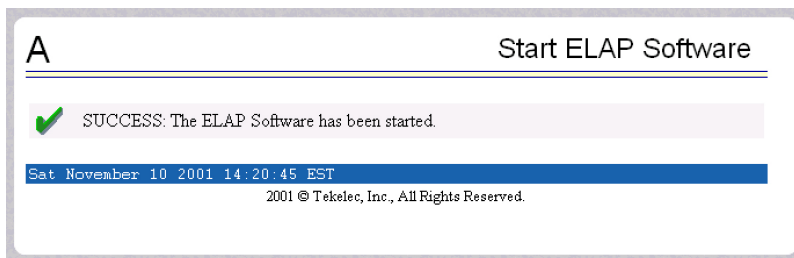 A Start ELAP Software
SUCCESS: The ELAP Software has been started.
Sat November 10 2001 14:20:45 EST
2001 © Tekelec, Inc., All Rights Reserved.